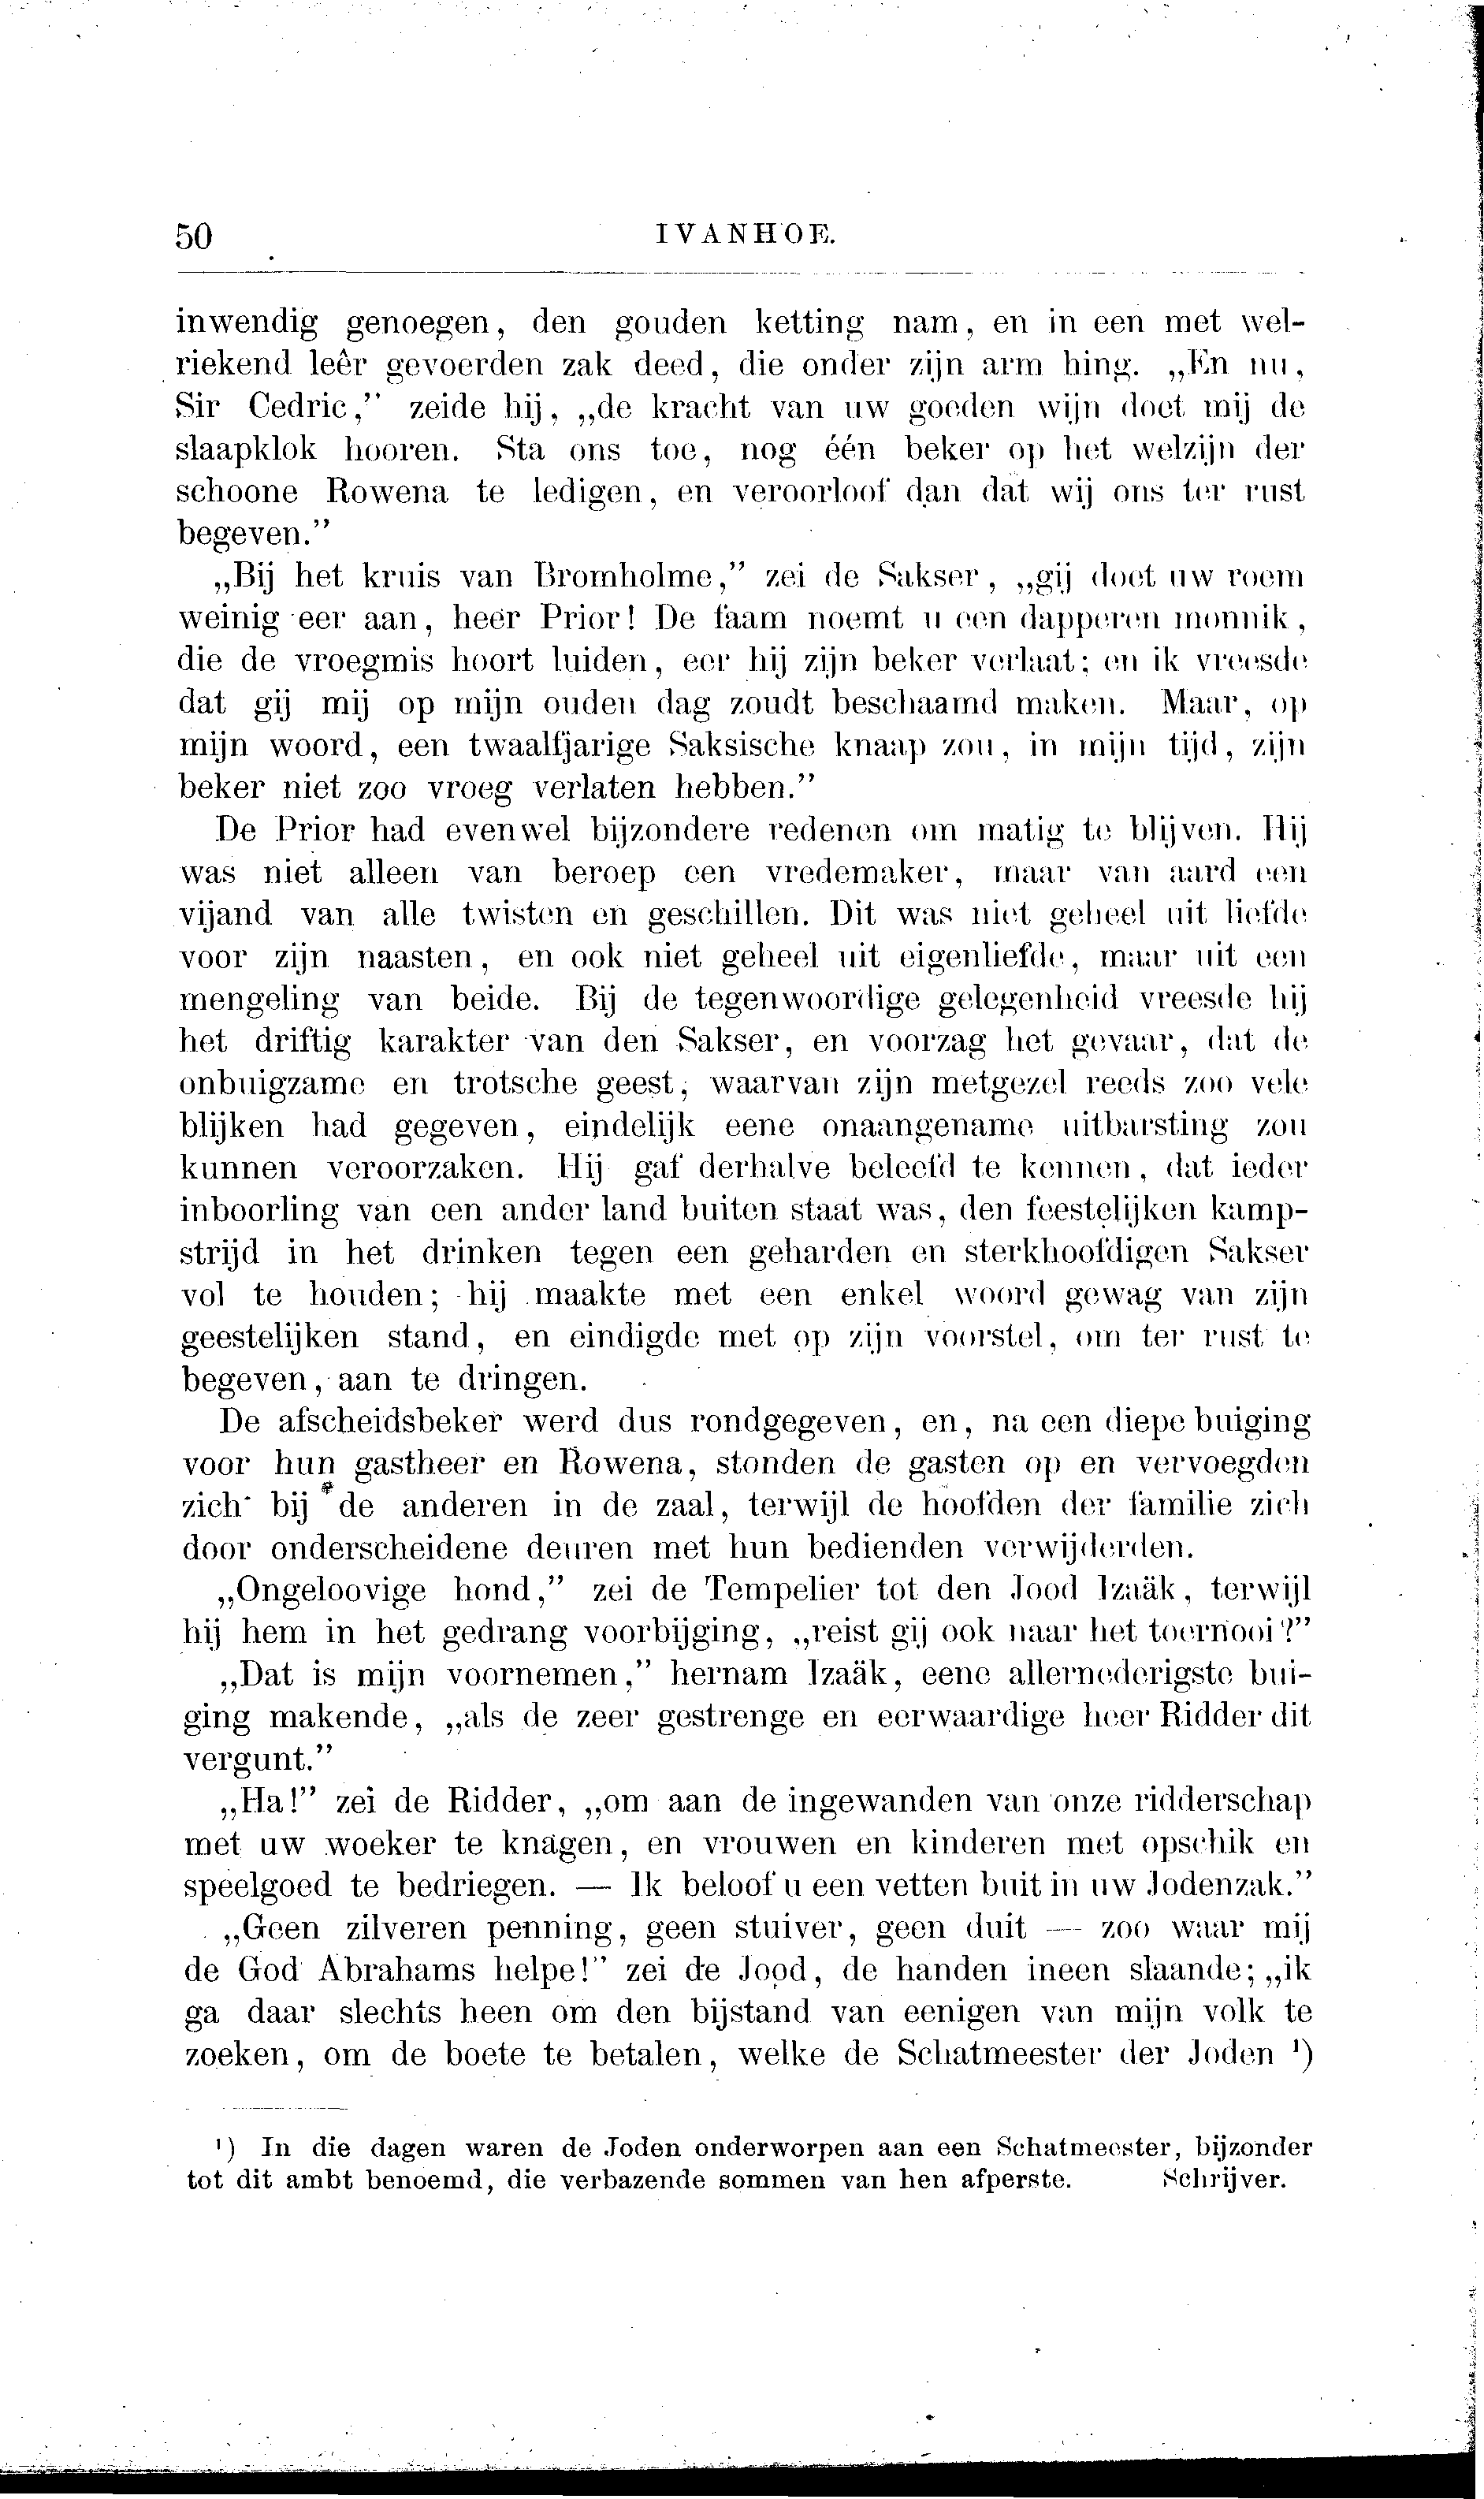 50
IVANHOE.
inwendig genoegen, den gouden ketting nam, en in een met wel-
riekend leêr gevoerden zak deed, die onder zijn arm hing. „En nu,
Sir Cedric,” zeide hij, „de kracht van uw goeden wijn doet mij de
slaapklok hooren. Sta ons toe, nog één beker op het welzijn der
schoone Rowena te ledigen, en veroorloof dan dat wij ons ter rust
begeven.”
„Bij het kruis van Bromholme,” zei de Sakser, „gij doet uw roem
weinig eer aan, heer Prior! De faam noemt u een dapperen monnik,
die de vroegmis hoort luiden, eer hij zijn beker verlaat; en ik vreesde
dat gij mij op mijn ouden dag zoudt beschaamd maken. Maar, op
mijn woord, een twaalfjarige Saksische knaap zou, in mijn tijd, zijn
beker niet zoo vroeg verlaten hebben.”
De Prior had evenwel bijzondere redenen om matig te blijven. Hij
was niet alleen van beroep een vredemaker, maar van aard een
vijand van alle twisten en geschillen. Dit was niet geheel uit liefde
voor zijn naasten, en ook niet geheel uit eigenliefde, maar uit een
mengeling van beide. Bij de tegenwoordige gelegenheid vreesde hij
het driftig karakter van den Sakser, en voorzag het gevaar, dat de
onbuigzame en trotsche geest, waarvan zijn metgezel reeds zoo vele
blijken had gegeven, eindelijk eene onaangename uitbarsting zou
kunnen veroorzaken. Hij gaf derhalve beleefd te kennen, dat ieder
inboorling van een ander land buiten staat was, den feestelijken kamp-
strijd in het drinken tegen een geharden en sterkhoofdigen Sakser
vol te houden; hij maakte met een enkel woord gewag van zijn
geestelijken stand, en eindigde met op zijn voorstel, om ter rust te
begeven, aan te dringen.
De afscheidsbeker werd dus rondgegeven, en, na een diepe buiging
voor hun gastheer en Rowena, stonden de gasten op en vervoegden
zich bij de anderen in de zaal, terwijl de hoofden der familie zich
door onderscheidene deuren met hun bedienden verwijderden.
„Ongeloovige hond,” zei de Tempelier tot den Jood Izaäk, terwijl
hij hem in het gedrang voorbijging, „reist gij ook naar het toernooi?”
„Dat is mijn voornemen,” hernam Izaäk, eene allernederigste bui-
ging makende, „als de zeer gestrenge en eerwaardige heer Ridder dit
vergunt.”
„Ha!” zei de Ridder, „om aan de ingewanden van onze ridderschap
met uw woeker te knagen, en vrouwen en kinderen met opschik en
speelgoed te bedriegen. — Ik beloof u een vetten buit in uw Jodenzak.”
„Geen zilveren penning, geen stuiver, geen duit — zoo waar mij
de God Abrahams helpe!” zei de Jood, de handen ineen slaande; „ik
ga daar slechts heen om den bijstand van eenigen van mijn volk te
zoeken, om de boete te betalen, welke de Schatmeester der Joden ¹)
¹) In die dagen waren de Joden onderworpen aan een Schatmeester, bijzonder
tot dit ambt benoemd, die verbazende sommen van hen afperste. Schrijver.